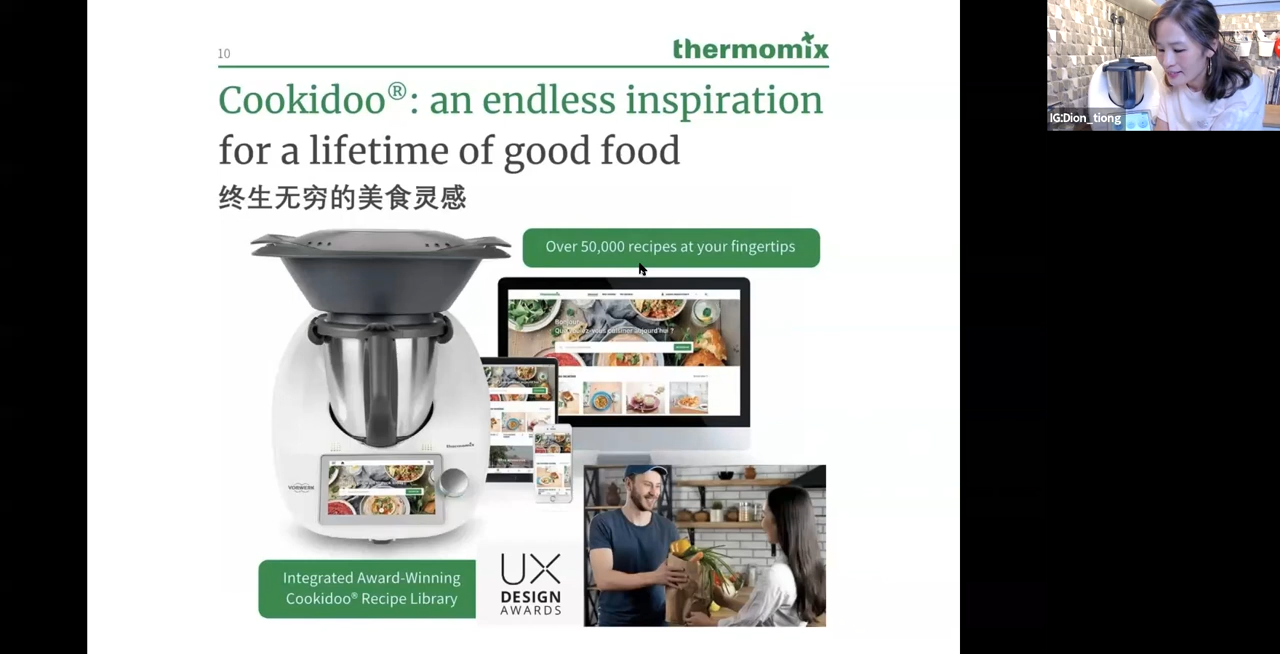 10
thermomix
Cookidoo®: an endless inspiration
for a lifetime of good food
终生无穷的美食灵感
Over 50,000 recipes at your fingertips
thermomix
VORWERK
Integrated Award-Winning
Cookidoo® Recipe Library
UX
DESIGN
AWARDS
IG:Dion_tiong